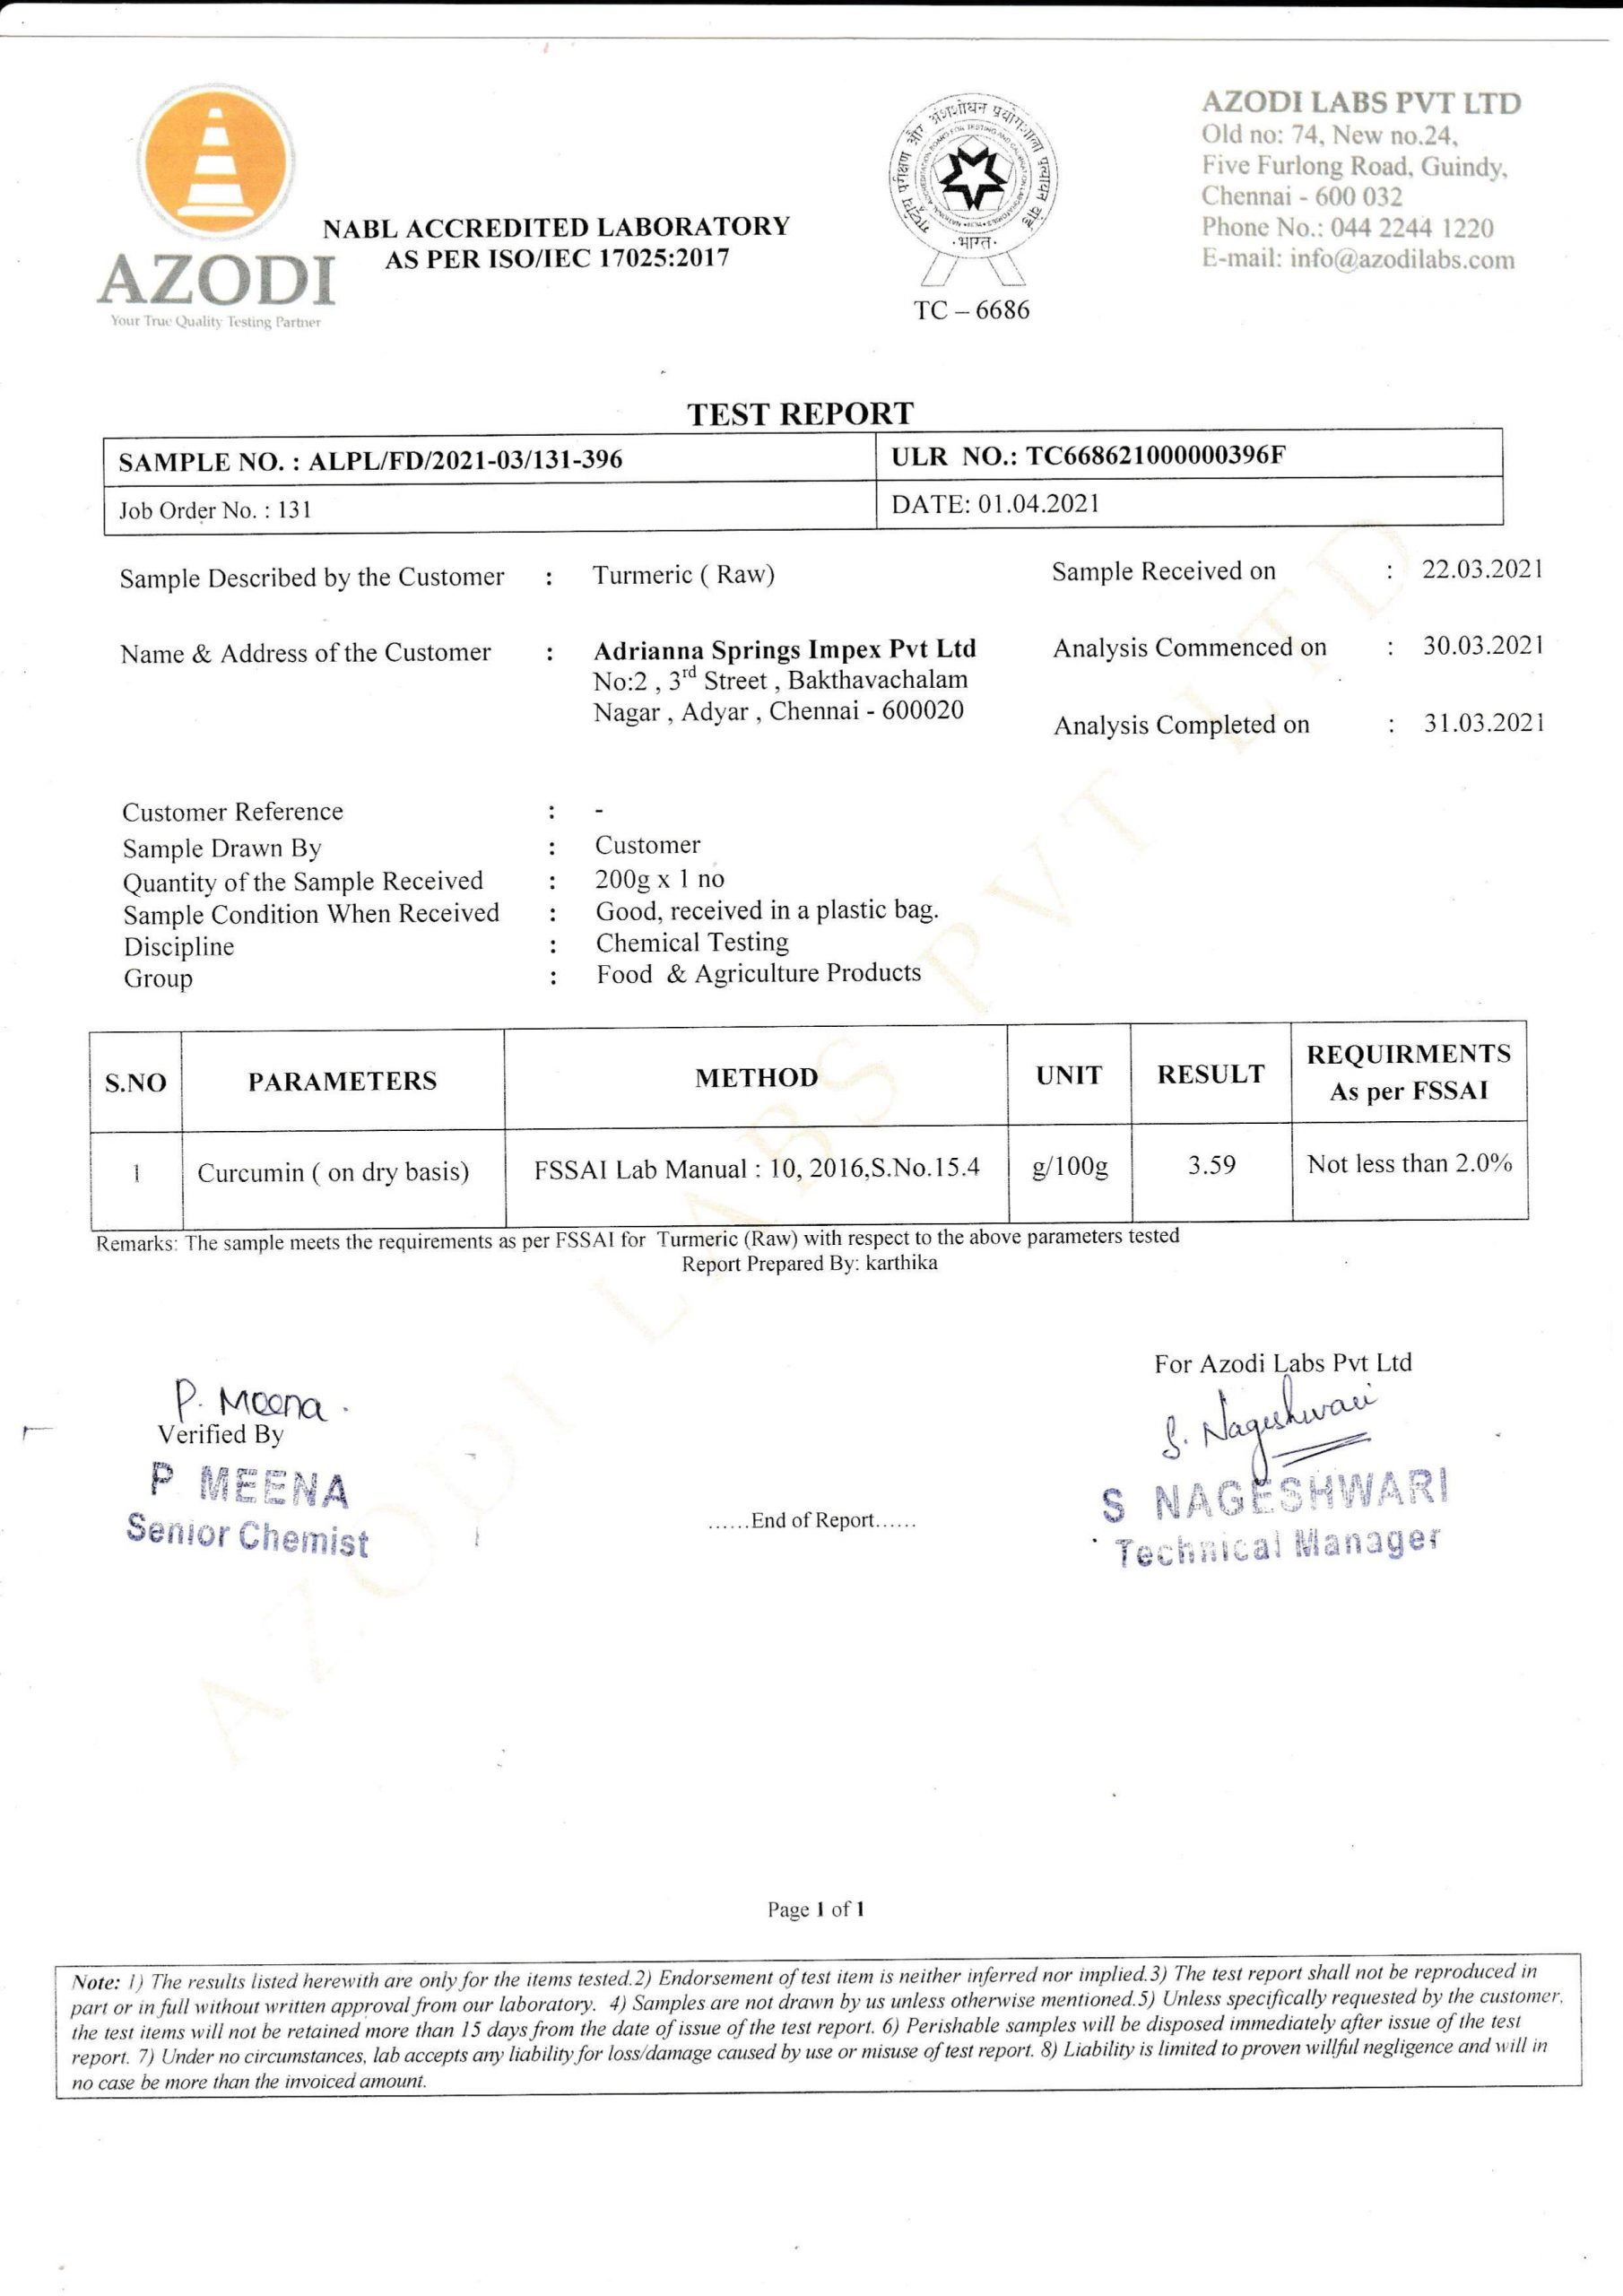 AZODI
Your True Quality Testing Partner
NABL ACCREDITED LABORATORY
AS PER ISO/IEC 17025:2017
राष्ट्रीय परीक्षण और अंशशोधन प्रयोगशाला प्रत्यायन बोर्ड
भारत
TC – 6686
AZODI LABS PVT LTD
Old no: 74, New no.24,
Five Furlong Road, Guindy,
Chennai - 600 032
Phone No.: 044 2244 1220
E-mail: info@azodilabs.com
TEST REPORT
SAMPLE NO. : ALPL/FD/2021-03/131-396 ULR NO.: TC668621000000396F
Job Order No. : 131 DATE: 01.04.2021
Sample Described by the Customer : Turmeric ( Raw) Sample Received on : 22.03.2021
Name & Address of the Customer : Adrianna Springs Impex Pvt Ltd Analysis Commenced on : 30.03.2021
No:2 , 3rd Street , Bakthavachalam
Nagar , Adyar , Chennai - 600020
Analysis Completed on : 31.03.2021
Customer Reference : -
Sample Drawn By : Customer
Quantity of the Sample Received : 200g x 1 no
Sample Condition When Received : Good, received in a plastic bag.
Discipline : Chemical Testing
Group : Food & Agriculture Products
S.NO PARAMETERS METHOD UNIT RESULT REQUIRMENTS
As per FSSAI
1 Curcumin ( on dry basis) FSSAI Lab Manual : 10, 2016,S.No.15.4 g/100g 3.59 Not less than 2.0%
Remarks: The sample meets the requirements as per FSSAI for Turmeric (Raw) with respect to the above parameters tested
Report Prepared By: karthika
For Azodi Labs Pvt Ltd
P. Meena.
Verified By
P MEENA
Senior Chemist
S. Nageshwari
S NAGESHWARI
Technical Manager
......End of Report......
AZODI LABS PVT LTD
Page 1 of 1
Note: 1) The results listed herewith are only for the items tested.2) Endorsement of test item is neither inferred nor implied.3) The test report shall not be reproduced in
part or in full without written approval from our laboratory. 4) Samples are not drawn by us unless otherwise mentioned.5) Unless specifically requested by the customer,
the test items will not be retained more than 15 days from the date of issue of the test report. 6) Perishable samples will be disposed immediately after issue of the test
report. 7) Under no circumstances, lab accepts any liability for loss/damage caused by use or misuse of test report. 8) Liability is limited to proven willful negligence and will in
no case be more than the invoiced amount.